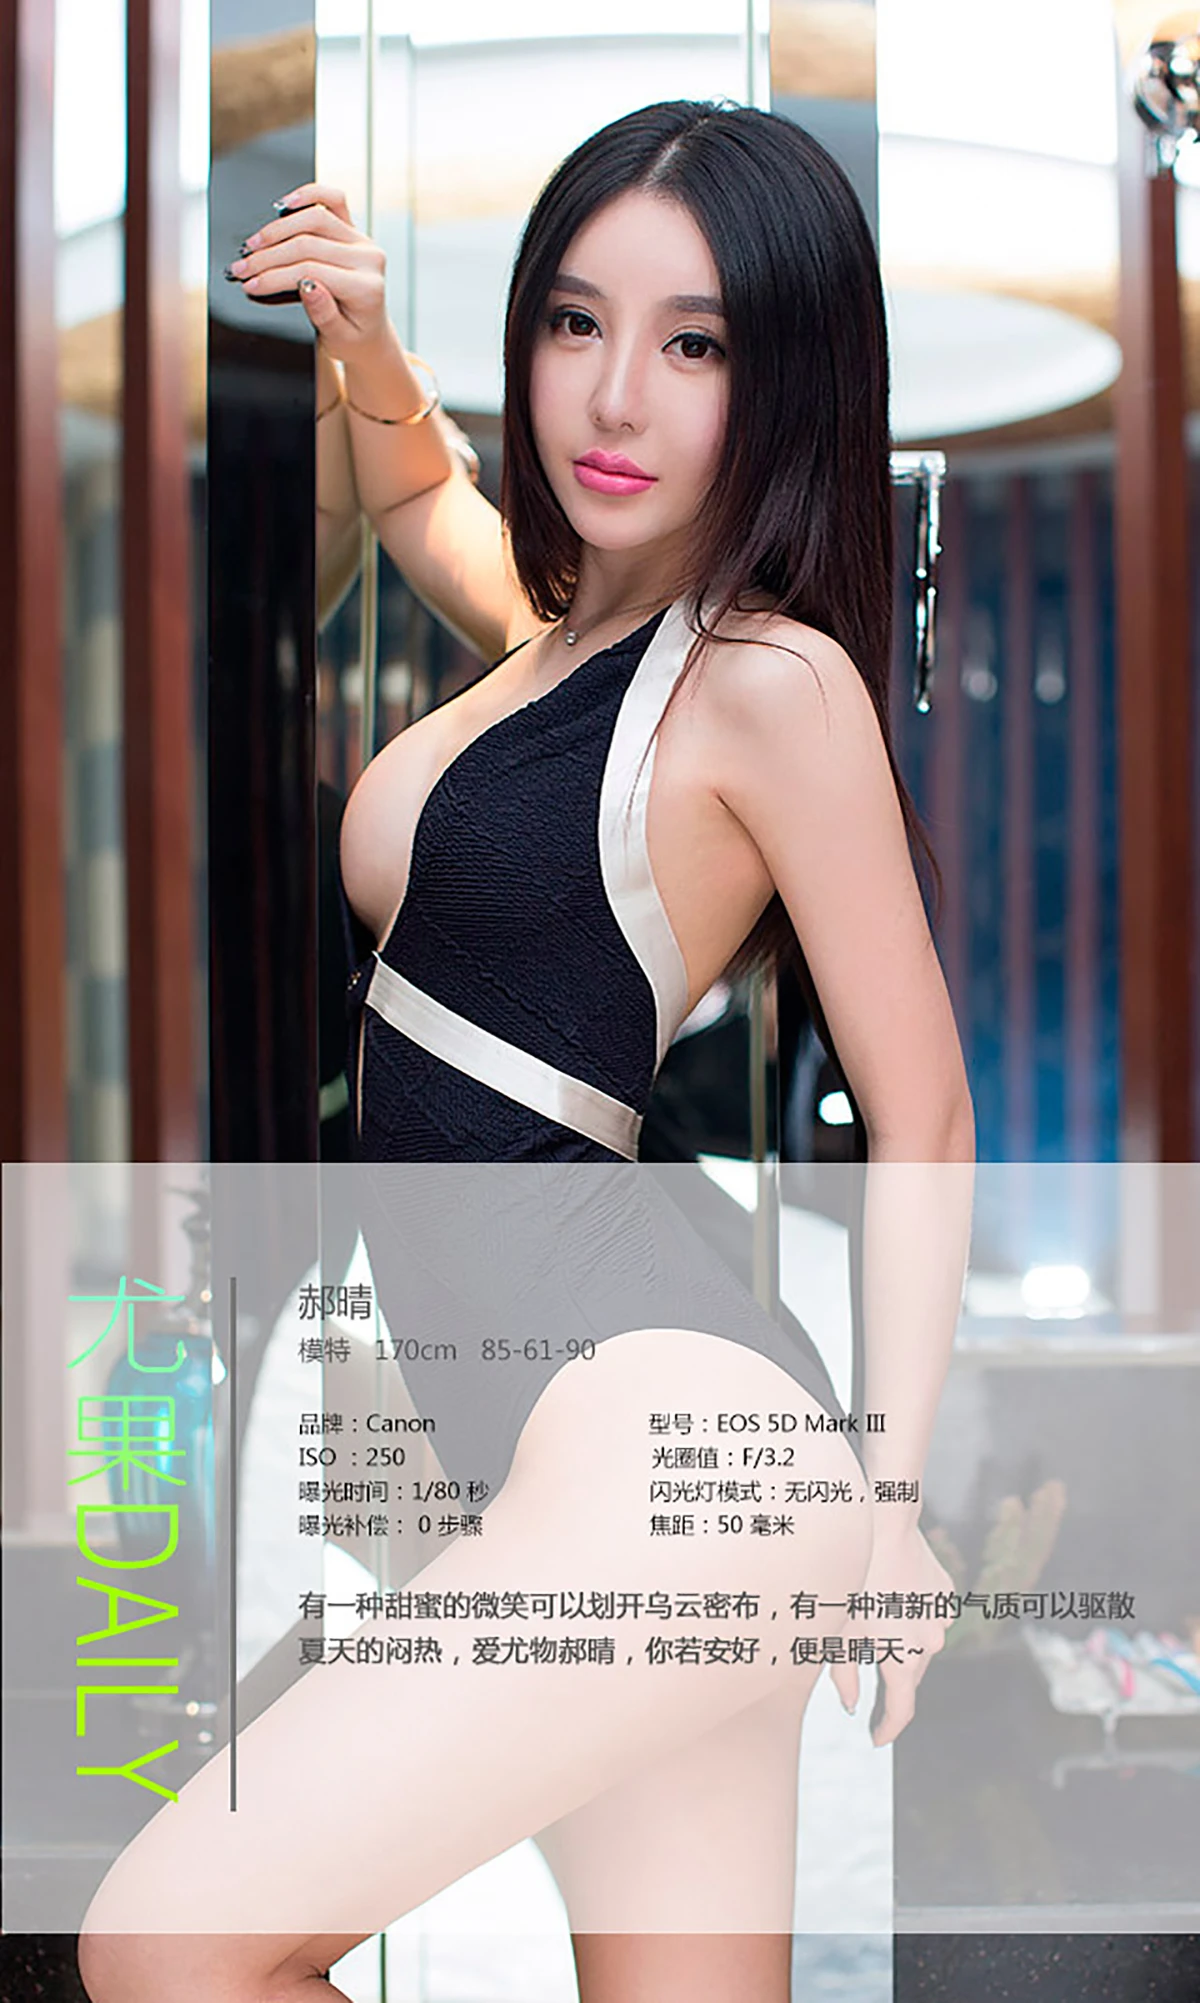 尤果DAILY
郝晴
模特 170cm 85-61-90
品牌：Canon 型号：EOS 5D Mark III
ISO ：250 光圈值：F/3.2
曝光时间：1/80 秒 闪光灯模式：无闪光，强制
曝光补偿： 0 步骤 焦距：50 毫米
有一种甜蜜的微笑可以划开乌云密布，有一种清新的气质可以驱散
夏天的闷热，爱尤物郝晴，你若安好，便是晴天~